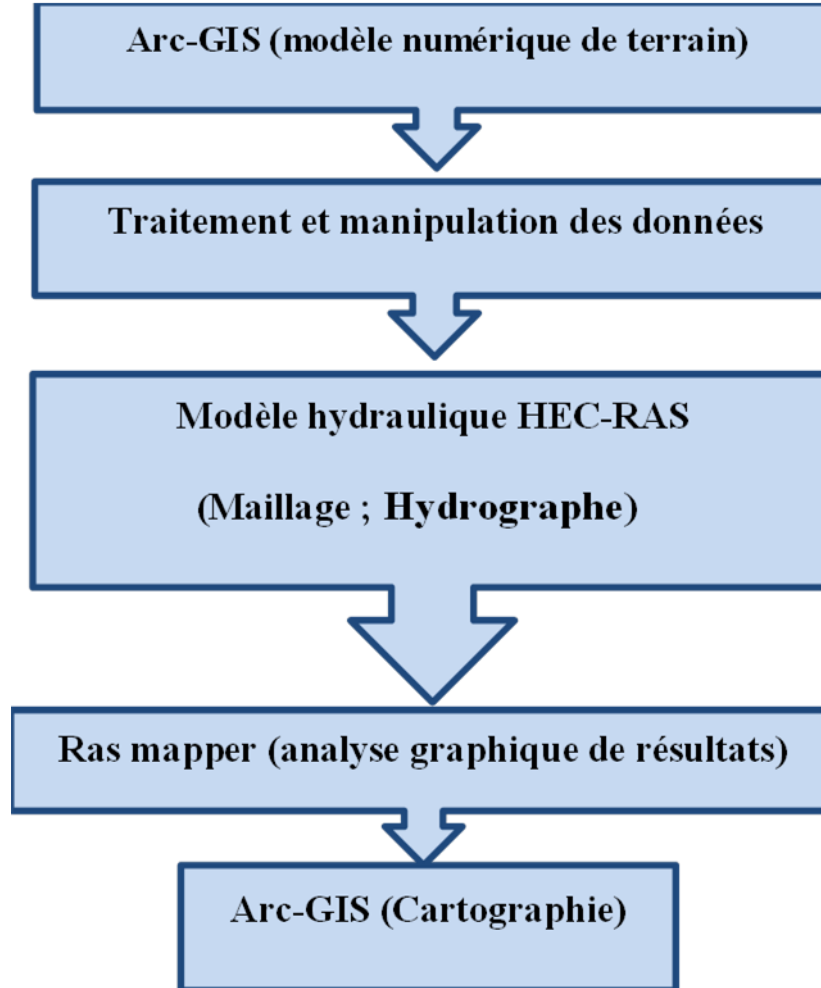 Arc-GIS (modèle numérique de terrain)
Traitement et manipulation des données
Modèle hydraulique HEC-RAS
(Maillage ; Hydrographe)
Ras mapper (analyse graphique de résultats)
Arc-GIS (Cartographie)